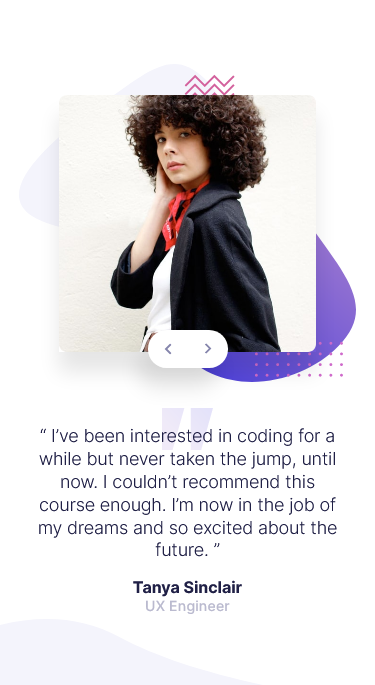 “ I’ve been interested in coding for a
while but never taken the jump, until
now. I couldn’t recommend this
course enough. I’m now in the job of
my dreams and so excited about the
future. ”
Tanya Sinclair
UX Engineer